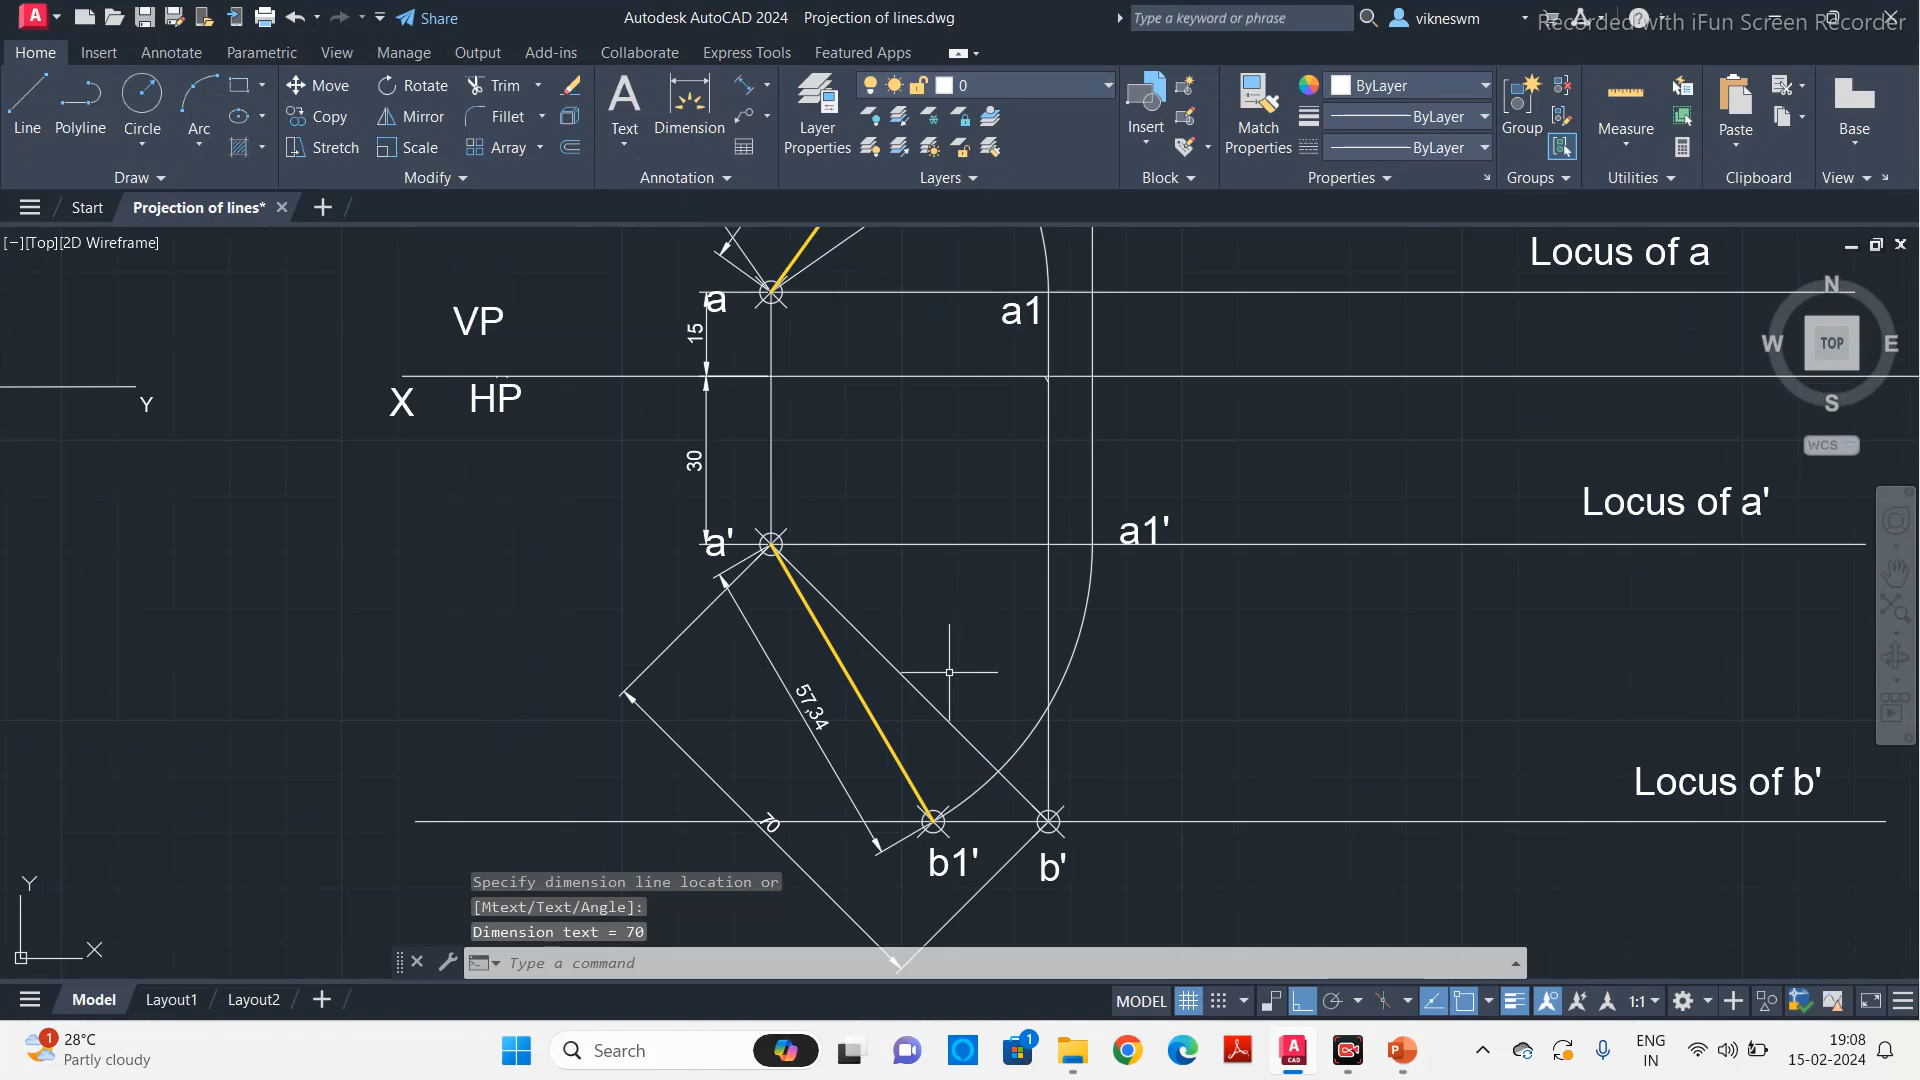 Share
Autodesk AutoCAD 2024 Projection of lines.dwg
Type a keyword or phrase
vikneswm
Recorded with iFun Screen Recorder
Home Insert Annotate Parametric View Manage Output Add-ins Collaborate Express Tools Featured Apps
Line Polyline Circle Arc
Move Rotate Trim
Copy Mirror Fillet
Stretch Scale Array
Text Dimension
Layer Properties
0
Insert
Match Properties
ByLayer
ByLayer
ByLayer
Group
Measure
Paste
Base
Draw Modify Annotation Layers Block Properties Groups Utilities Clipboard View
Start Projection of lines*
[−][Top][2D Wireframe]
Locus of a
N
W TOP E
S
WCS
a
a1
VP
15
X HP
Y
30
Locus of a'
a'
a1'
57,34
70
Locus of b'
b1' b'
Specify dimension line location or
[Mtext/Text/Angle]:
Dimension text = 70
Type a command
Y
X
Model Layout1 Layout2
MODEL
1:1
1
28°C
Partly cloudy
Search
1
A
CAD
ENG
IN
19:08
15-02-2024